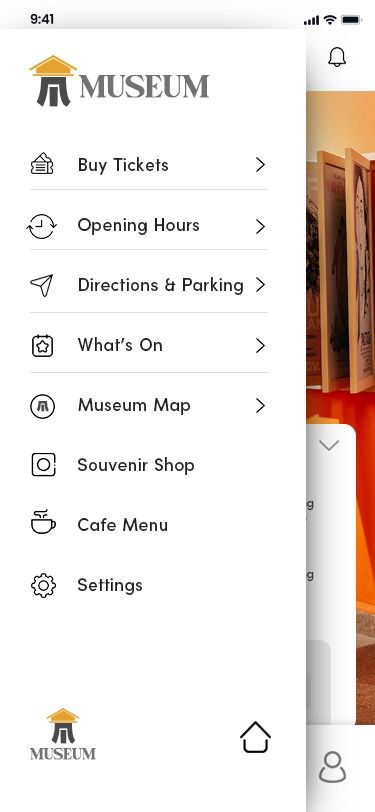 9:41
MUSEUM
Buy Tickets
Opening Hours
Directions & Parking
What's On
Museum Map
Souvenir Shop
Cafe Menu
Settings
MUSEUM